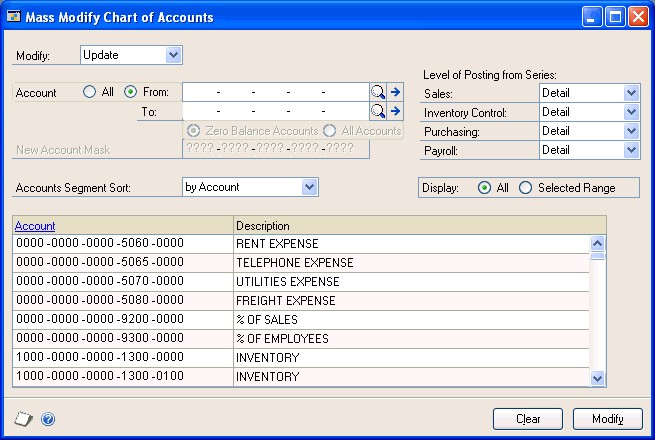 Mass Modify Chart of Accounts
Modify: Update
Level of Posting from Series:
Account All From: - - - -
Sales: Detail
To: - - - -
Inventory Control: Detail
Zero Balance Accounts All Accounts
Purchasing: Detail
New Account Mask ???? -???? -???? -???? -????
Payroll: Detail
Accounts Segment Sort: by Account
Display: All Selected Range
Account Description
0000 -0000 -0000 -5060 -0000 RENT EXPENSE
0000 -0000 -0000 -5065 -0000 TELEPHONE EXPENSE
0000 -0000 -0000 -5070 -0000 UTILITIES EXPENSE
0000 -0000 -0000 -5080 -0000 FREIGHT EXPENSE
0000 -0000 -0000 -9200 -0000 % OF SALES
0000 -0000 -0000 -9300 -0000 % OF EMPLOYEES
1000 -0000 -0000 -1300 -0000 INVENTORY
1000 -0000 -0000 -1300 -0100 INVENTORY
Clear Modify